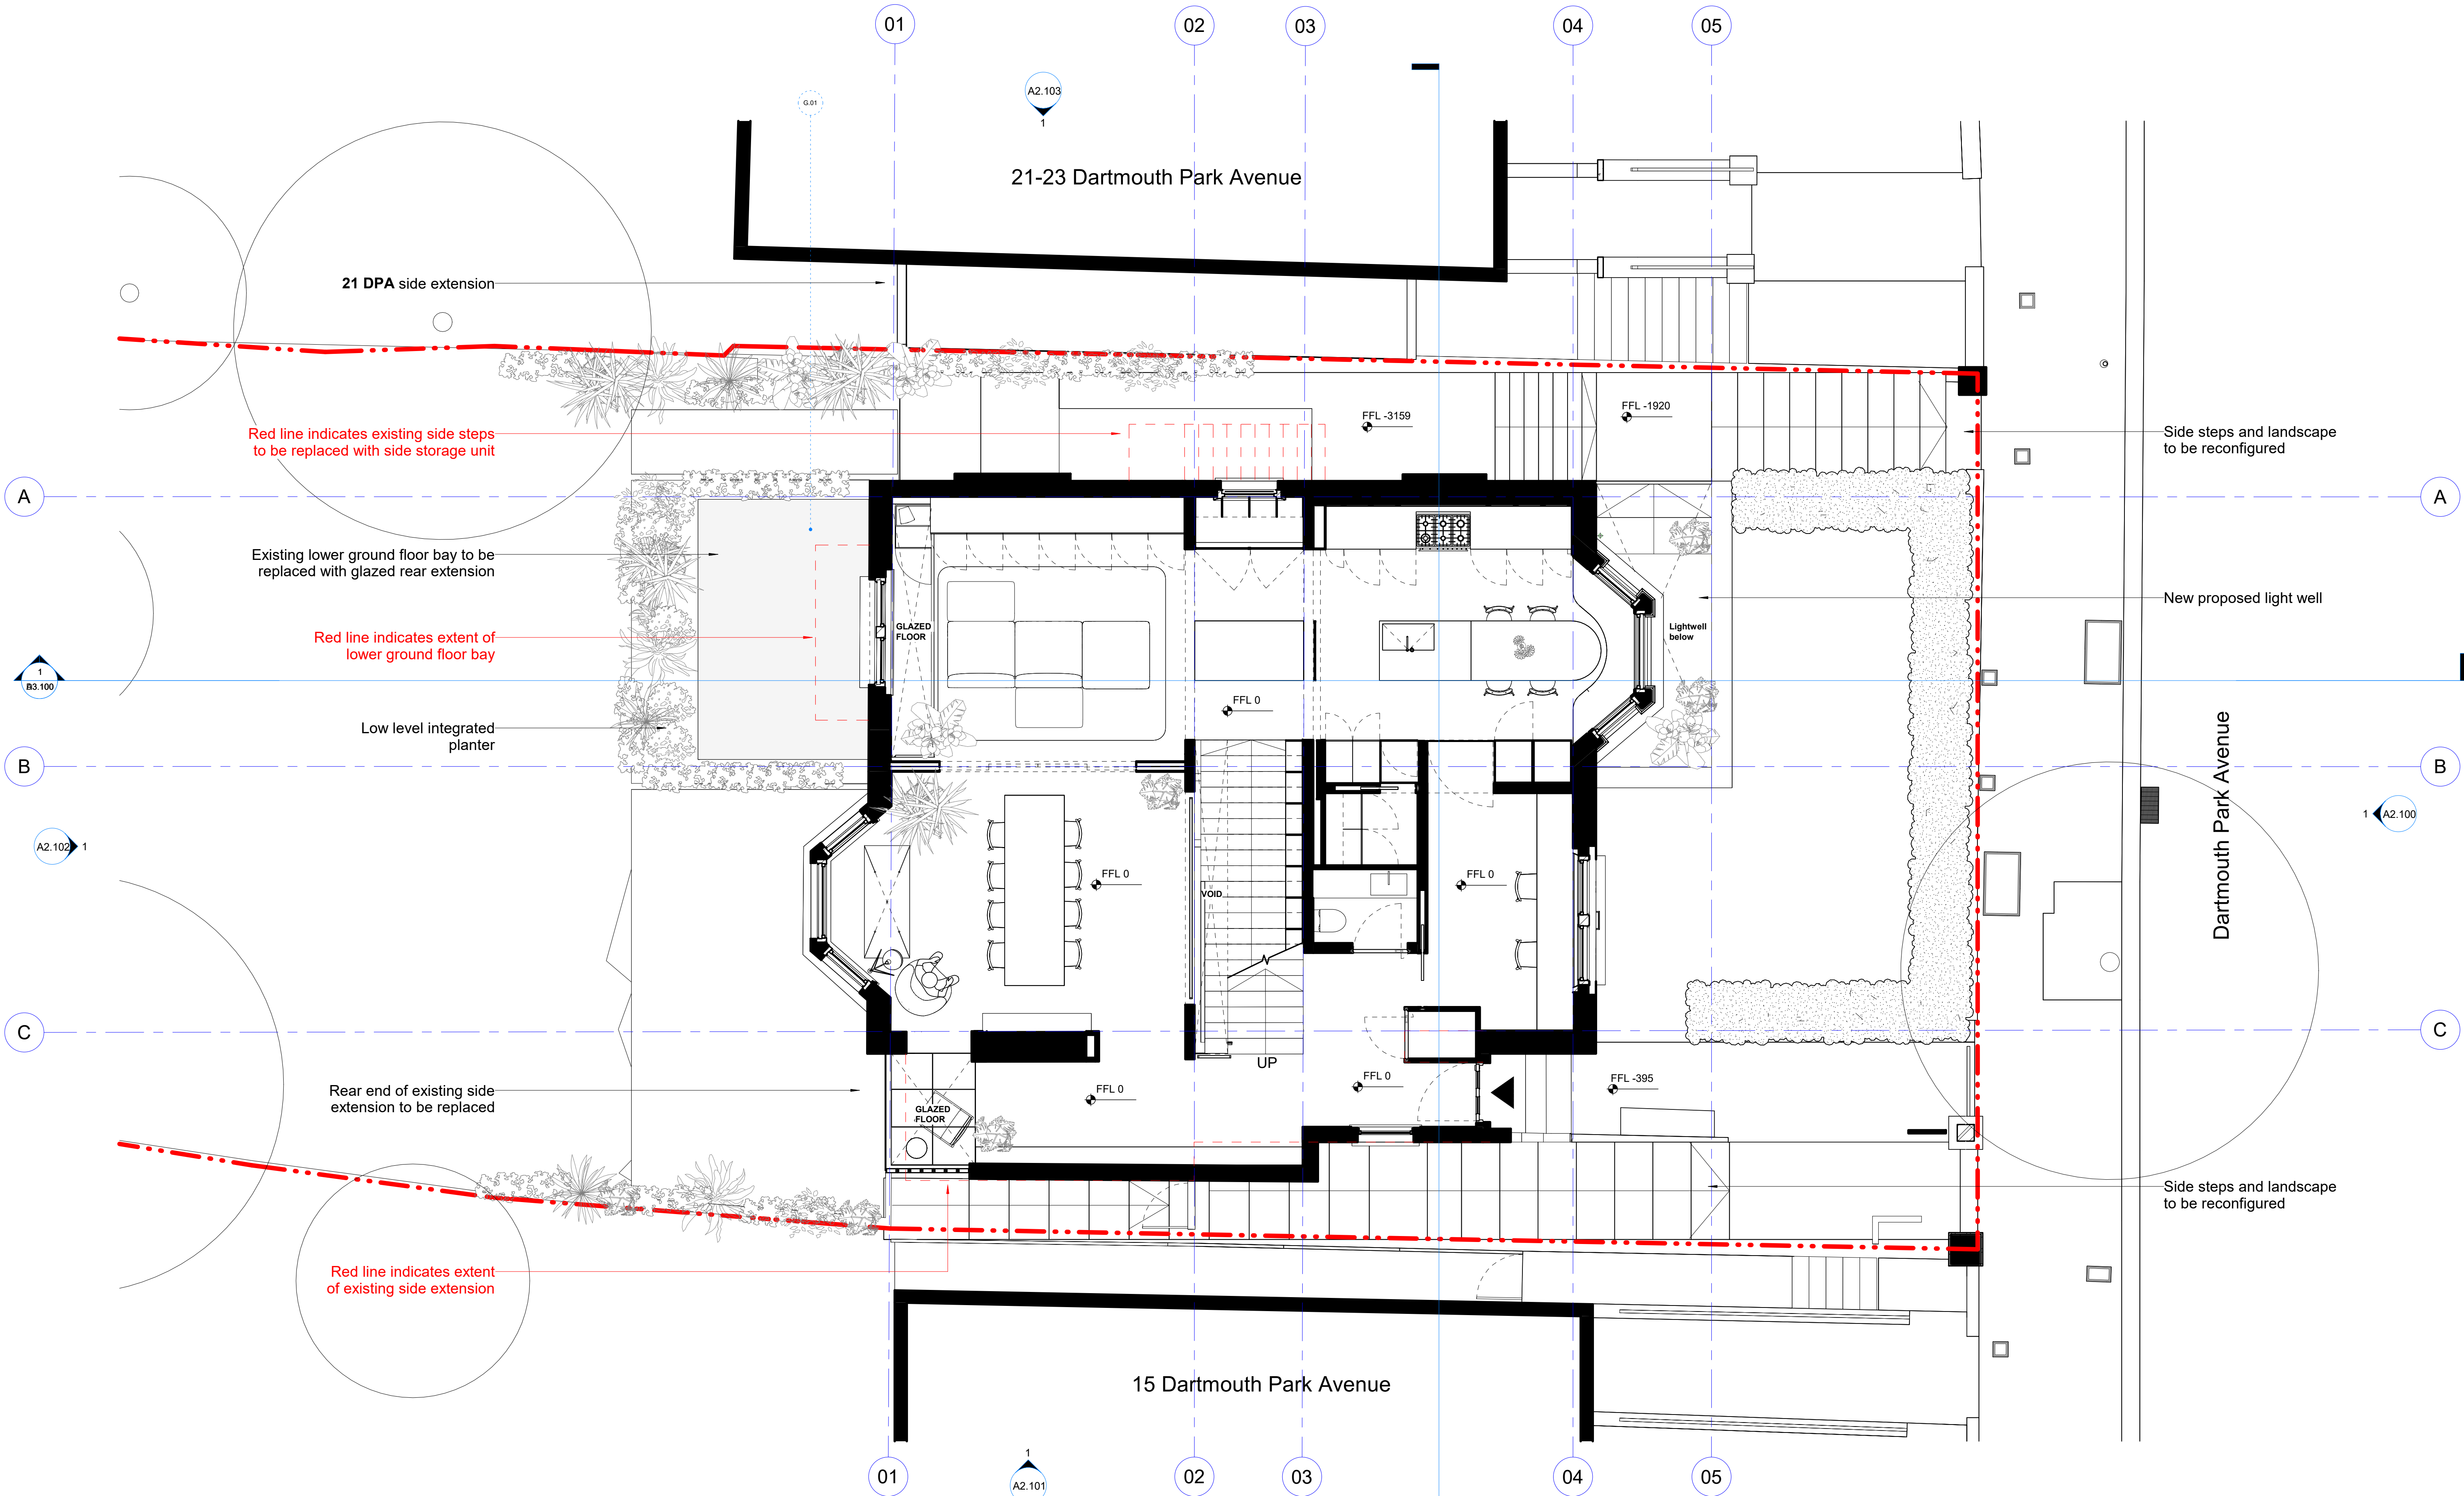 01
02
03
04
05
G.01
A2.103
1
21-23 Dartmouth Park Avenue
21 DPA side extension
FFL -3159
FFL -1920
Red line indicates existing side steps
to be replaced with side storage unit
Side steps and landscape
to be reconfigured
A
A
Existing lower ground floor bay to be
replaced with glazed rear extension
New proposed light well
GLAZED
FLOOR
Lightwell
below
Red line indicates extent of
lower ground floor bay
1
FFL 0
Low level integrated
planter
B
B
Dartmouth Park Avenue
A2.102
1
1
A2.100
FFL 0
FFL 0
VOID
C
C
UP
FFL 0
FFL 0
FFL -395
Rear end of existing side
extension to be replaced
GLAZED
FLOOR
Side steps and landscape
to be reconfigured
Red line indicates extent
of existing side extension
15 Dartmouth Park Avenue
1
A2.101
01
02
03
04
05